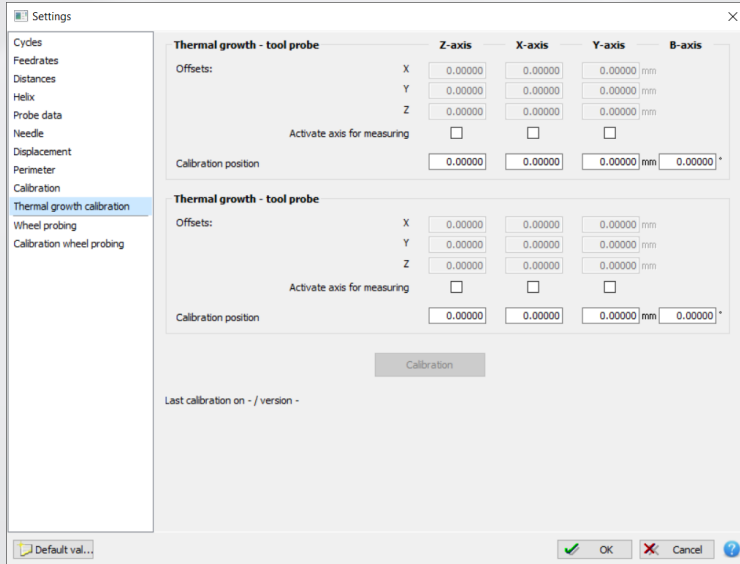 Settings
Cycles
Feedrates
Distances
Helix
Probe data
Needle
Displacement
Perimeter
Calibration
Thermal growth calibration
Wheel probing
Calibration wheel probing
Thermal growth - tool probe Z-axis X-axis Y-axis B-axis
Offsets: X 0.00000 0.00000 0.00000 mm
Y 0.00000 0.00000 0.00000 mm
Z 0.00000 0.00000 0.00000 mm
Activate axis for measuring
Calibration position 0.00000 0.00000 0.00000 mm 0.00000 °
Thermal growth - tool probe
Offsets: X 0.00000 0.00000 0.00000 mm
Y 0.00000 0.00000 0.00000 mm
Z 0.00000 0.00000 0.00000 mm
Activate axis for measuring
Calibration position 0.00000 0.00000 0.00000 mm 0.00000 °
Calibration
Last calibration on - / version -
Default val... OK Cancel ?